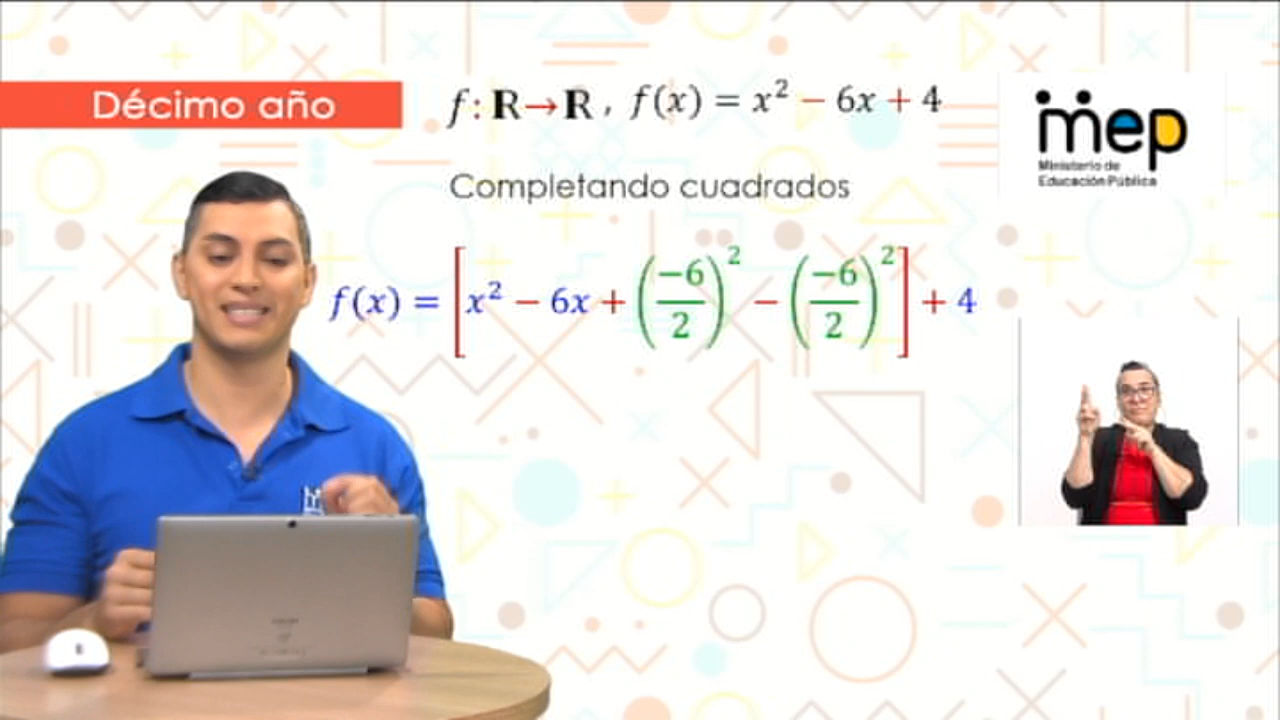 Décimo año
f: R→R , f(x) = x² − 6x + 4
mep
Ministerio de
Educación Pública
Completando cuadrados
f(x) = [x² − 6x + (−6/2)² − (−6/2)²] + 4